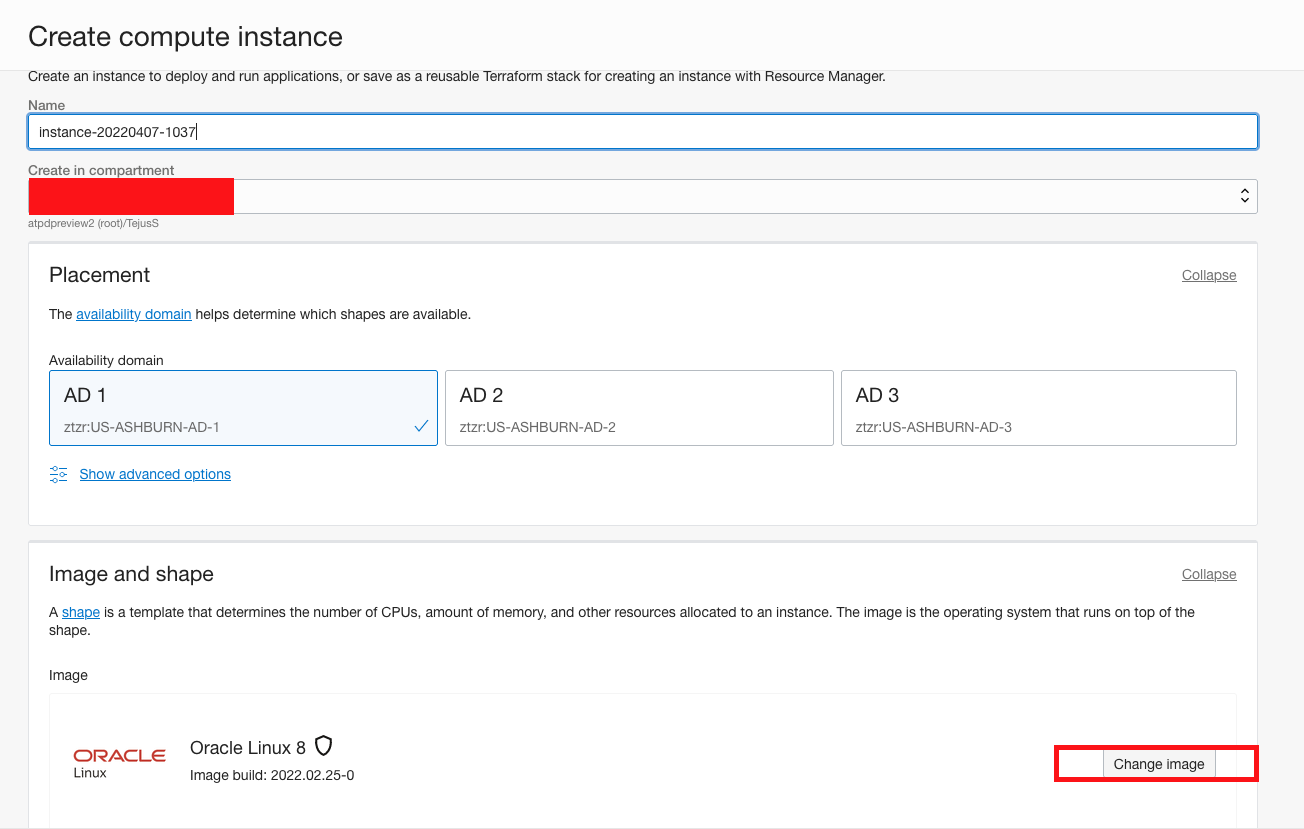 Create compute instance
Create an instance to deploy and run applications, or save as a reusable Terraform stack for creating an instance with Resource Manager.
Name
instance-20220407-1037
Create in compartment
atpdpreview2 (root)/TejusS
Placement
Collapse
The availability domain helps determine which shapes are available.
Availability domain
AD 1
ztzr:US-ASHBURN-AD-1
AD 2
ztzr:US-ASHBURN-AD-2
AD 3
ztzr:US-ASHBURN-AD-3
Show advanced options
Image and shape
Collapse
A shape is a template that determines the number of CPUs, amount of memory, and other resources allocated to an instance. The image is the operating system that runs on top of the
shape.
Image
ORACLE
Linux
Oracle Linux 8
Image build: 2022.02.25-0
Change image